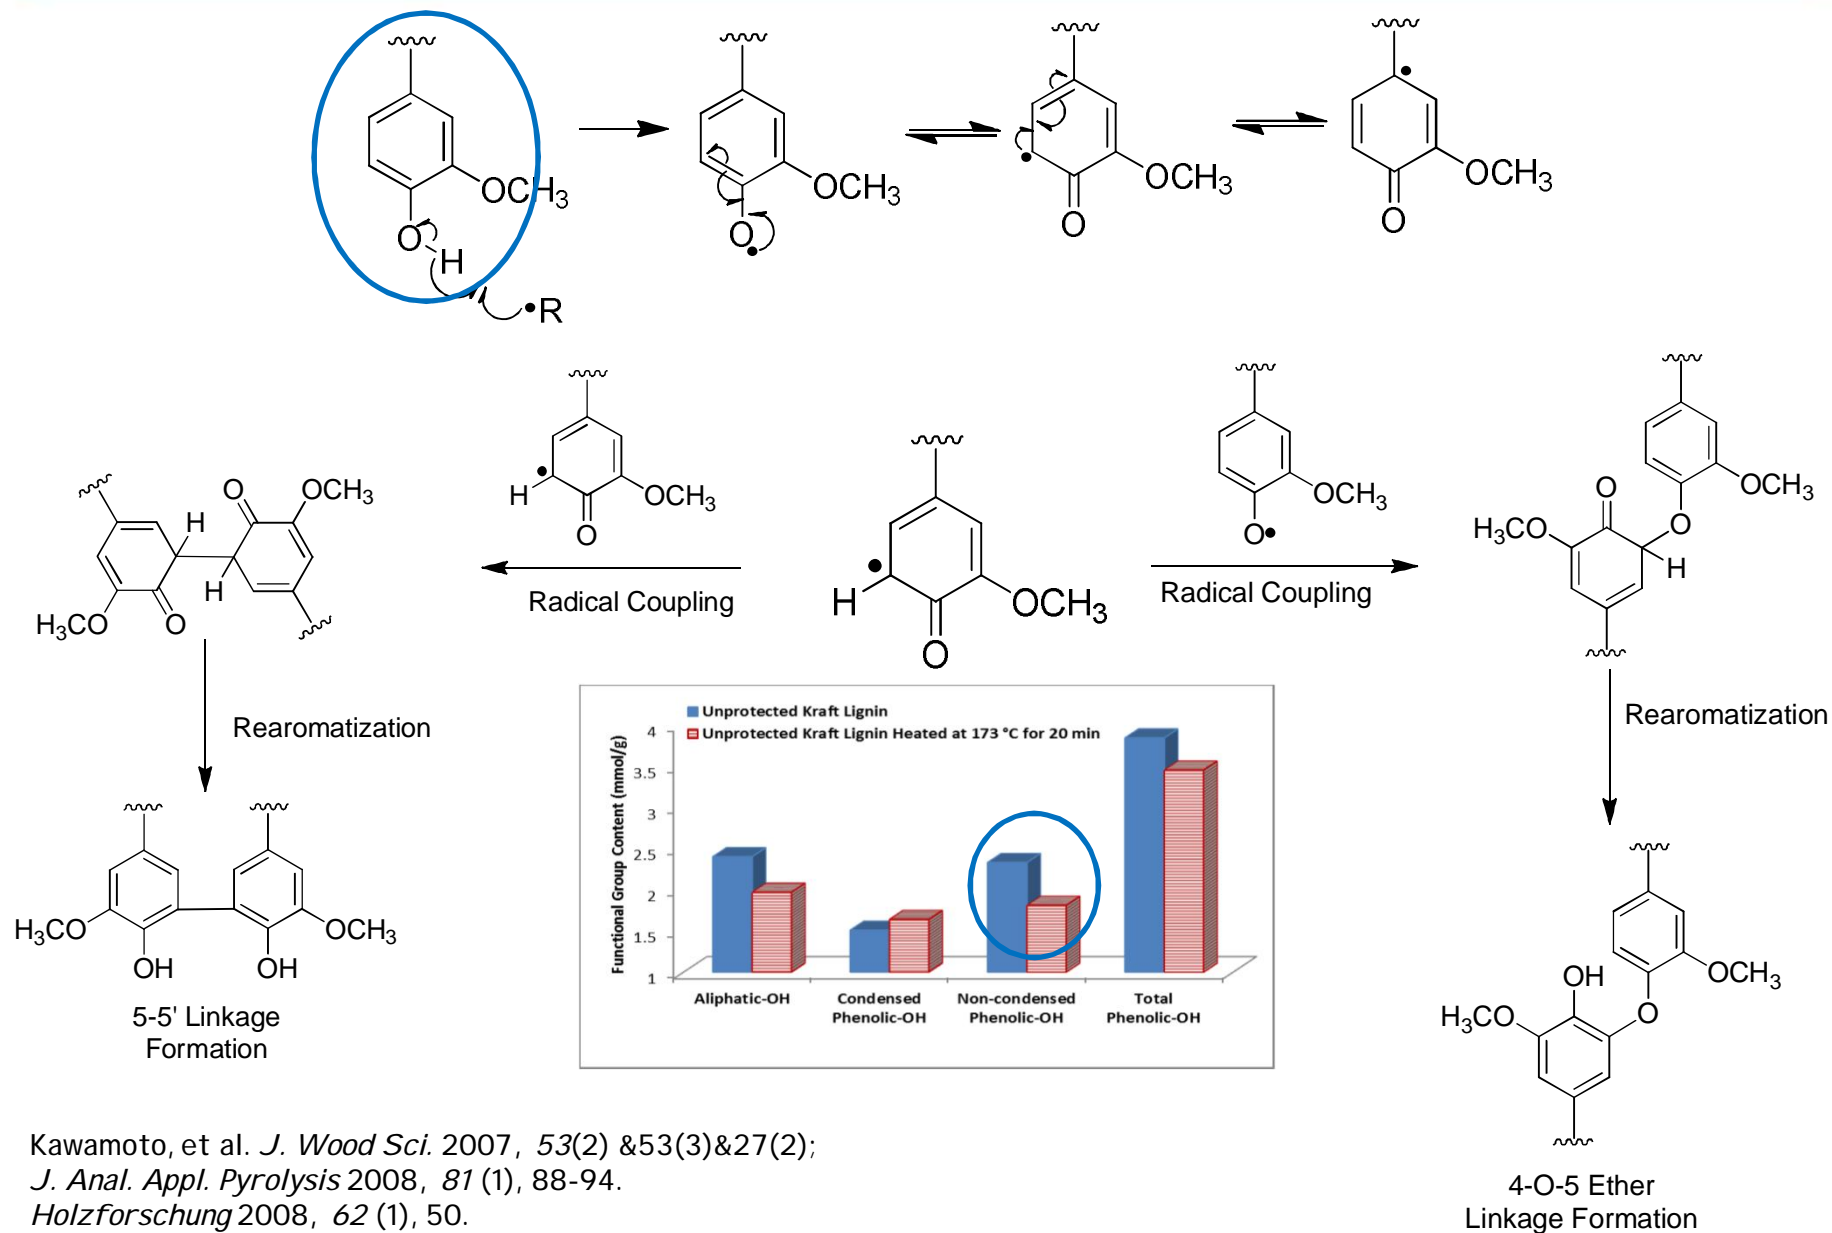 OCH3
O
H
•R
O•
OCH3
OCH3
O
OCH3
O
H
OCH3
O
O
OCH3
H
H
H3CO
O
Radical Coupling
H
OCH3
O
OCH3
O•
Radical Coupling
OCH3
O
O
H3CO
H
Rearomatization
Rearomatization
H3CO
OH
OH
OCH3
5-5' Linkage
Formation
Unprotected Kraft Lignin
Unprotected Kraft Lignin Heated at 173 °C for 20 min
Functional Group Content (mmol/g)
4
3.5
3
2.5
2
1.5
1
Aliphatic-OH
Condensed
Phenolic-OH
Non-condensed
Phenolic-OH
Total
Phenolic-OH
OCH3
OH
O
H3CO
4-O-5 Ether
Linkage Formation
Kawamoto, et al. J. Wood Sci. 2007, 53(2) &53(3)&27(2);
J. Anal. Appl. Pyrolysis 2008, 81 (1), 88-94.
Holzforschung 2008, 62 (1), 50.